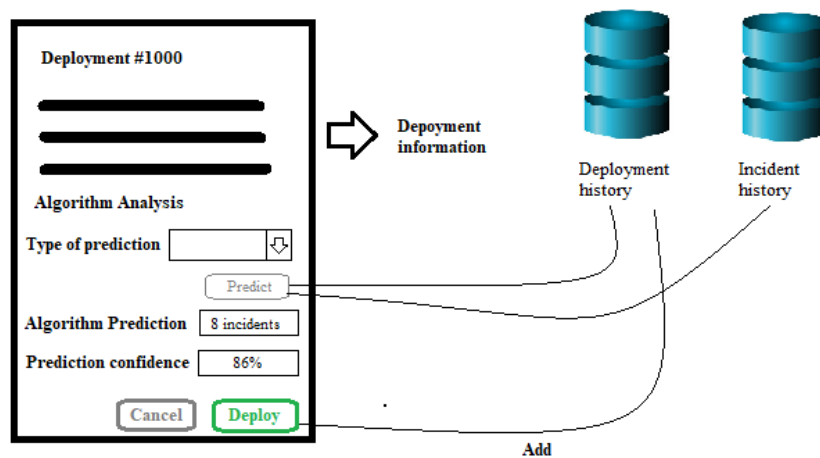 Deployment #1000
Depoyment
information
Deployment
history
Incident
history
Algorithm Analysis
Type of prediction
Predict
Algorithm Prediction 8 incidents
Prediction confidence 86%
Cancel Deploy
Add